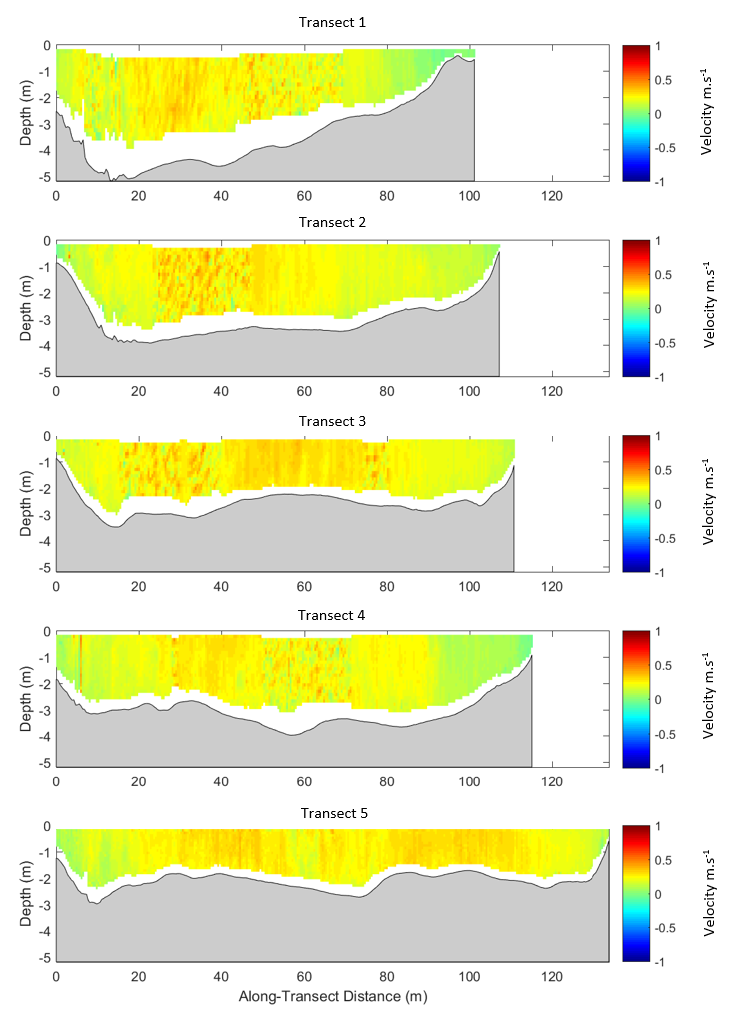 Transect 1
Depth (m)
0
-1
-2
-3
-4
-5
0 20 40 60 80 100 120
1
0.5
0
-0.5
-1
Velocity m.s⁻¹
Transect 2
Depth (m)
0
-1
-2
-3
-4
-5
0 20 40 60 80 100 120
1
0.5
0
-0.5
-1
Velocity m.s⁻¹
Transect 3
Depth (m)
0
-1
-2
-3
-4
-5
0 20 40 60 80 100 120
1
0.5
0
-0.5
-1
Velocity m.s⁻¹
Transect 4
Depth (m)
0
-1
-2
-3
-4
-5
0 20 40 60 80 100 120
1
0.5
0
-0.5
-1
Velocity m.s⁻¹
Transect 5
Depth (m)
0
-1
-2
-3
-4
-5
0 20 40 60 80 100 120
Along-Transect Distance (m)
1
0.5
0
-0.5
-1
Velocity m.s⁻¹